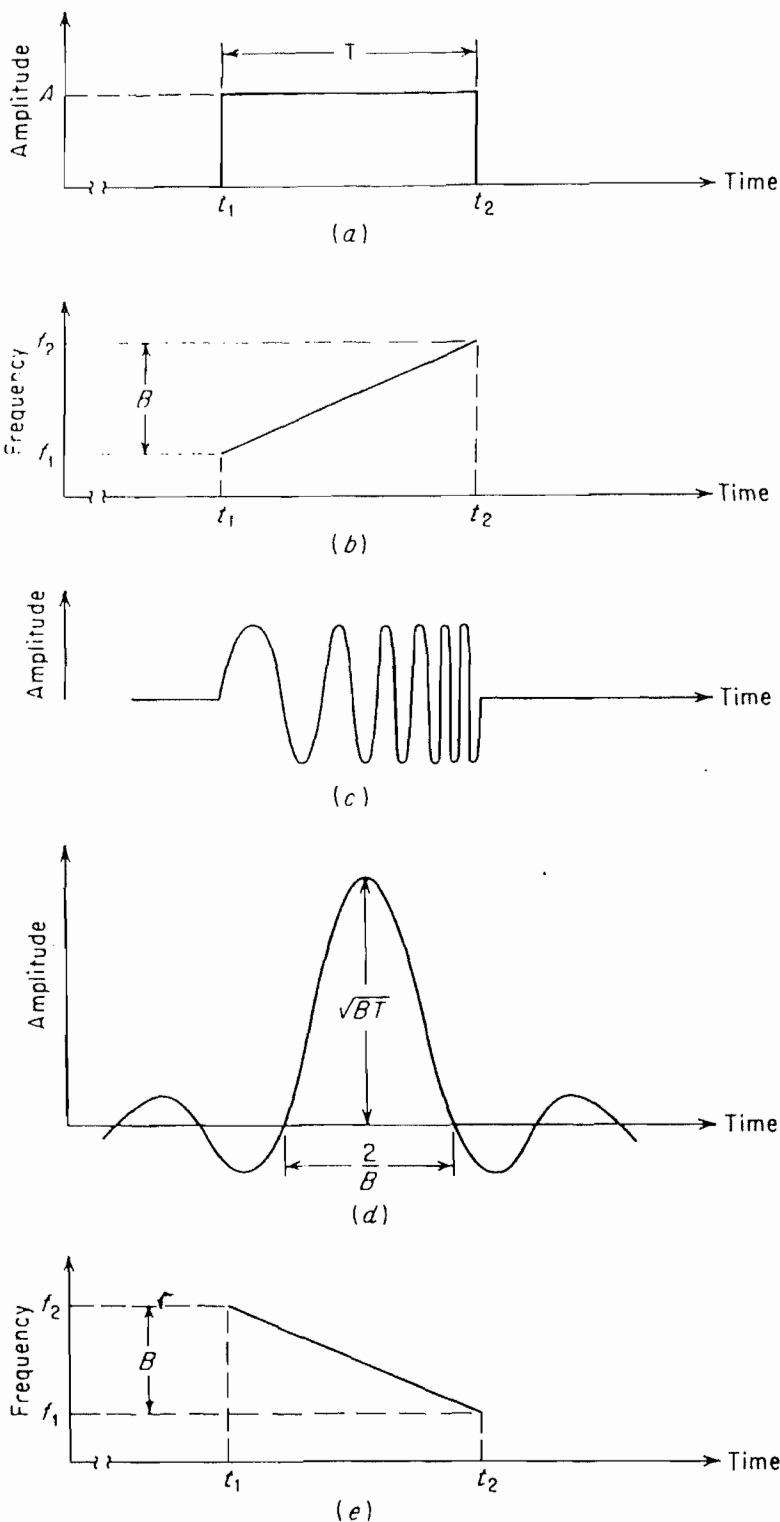 Amplitude
A
T
t₁
t₂
Time
(a)
Frequency
f₂
B
f₁
t₁
t₂
Time
(b)
Amplitude
Time
(c)
Amplitude
√BT
Time
2/B
(d)
Frequency
f₂
B
f₁
t₁
t₂
Time
(e)